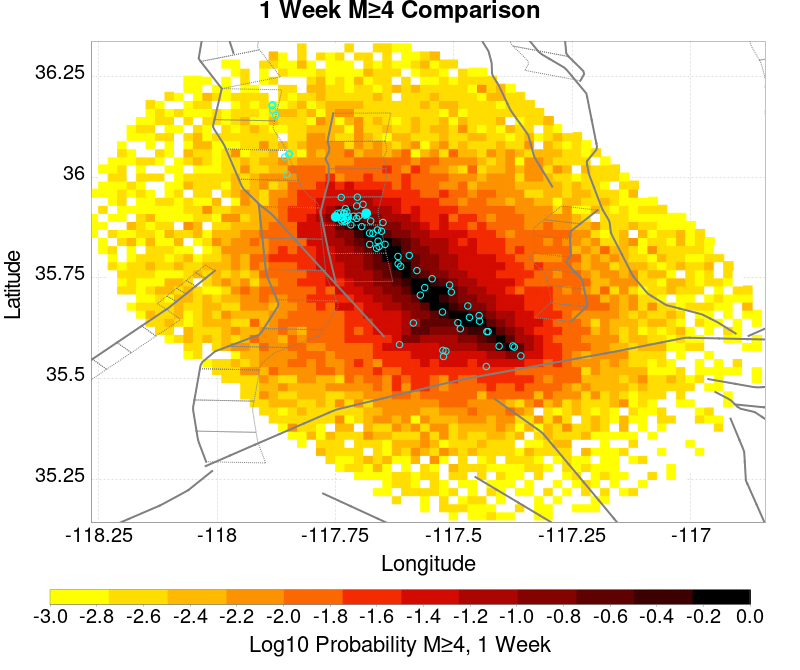 1 Week M≥4 Comparison
36.25
36
35.75
35.5
35.25
Latitude
-118.25 -118 -117.75 -117.5 -117.25 -117
Longitude
-3.0 -2.8 -2.6 -2.4 -2.2 -2.0 -1.8 -1.6 -1.4 -1.2 -1.0 -0.8 -0.6 -0.4 -0.2 0.0
Log10 Probability M≥4, 1 Week